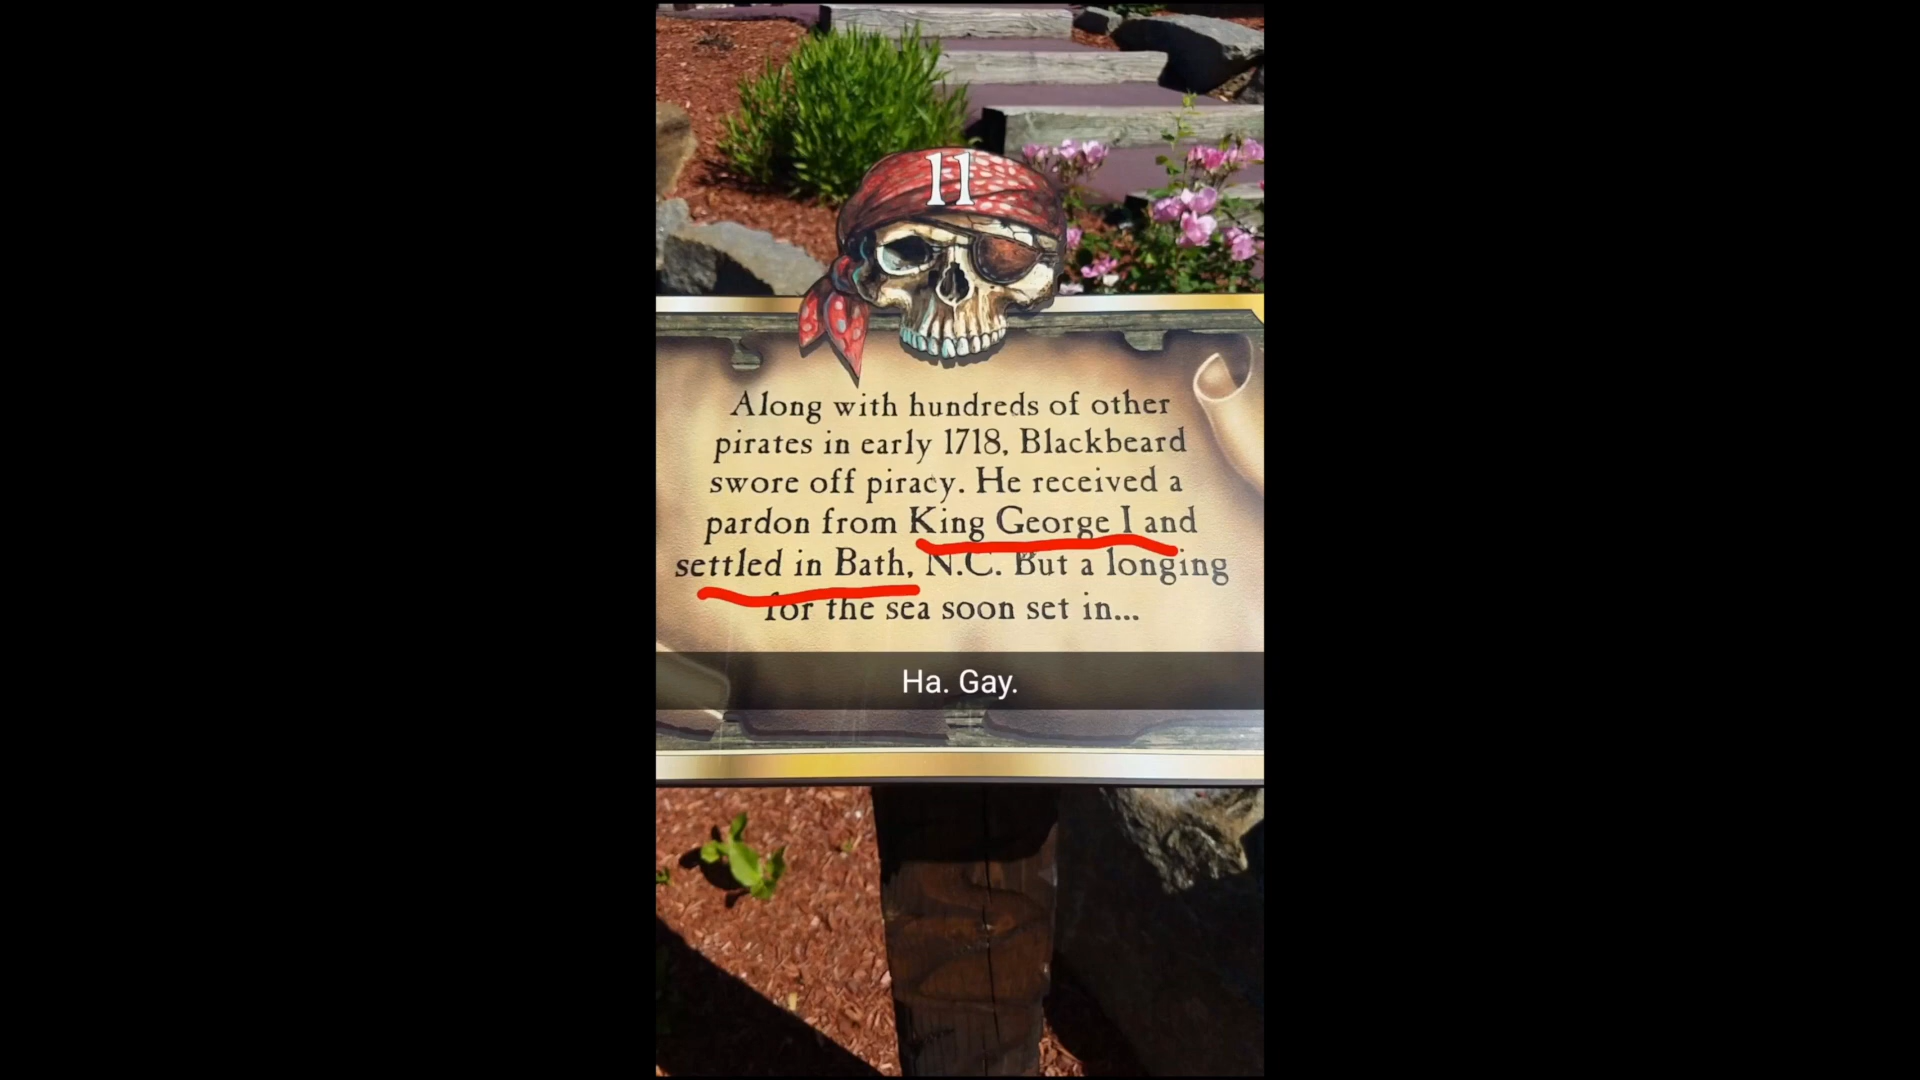 11
Along with hundreds of other
pirates in early 1718, Blackbeard
swore off piracy. He received a
pardon from King George I and
settled in Bath, N.C. But a longing
for the sea soon set in...
Ha. Gay.